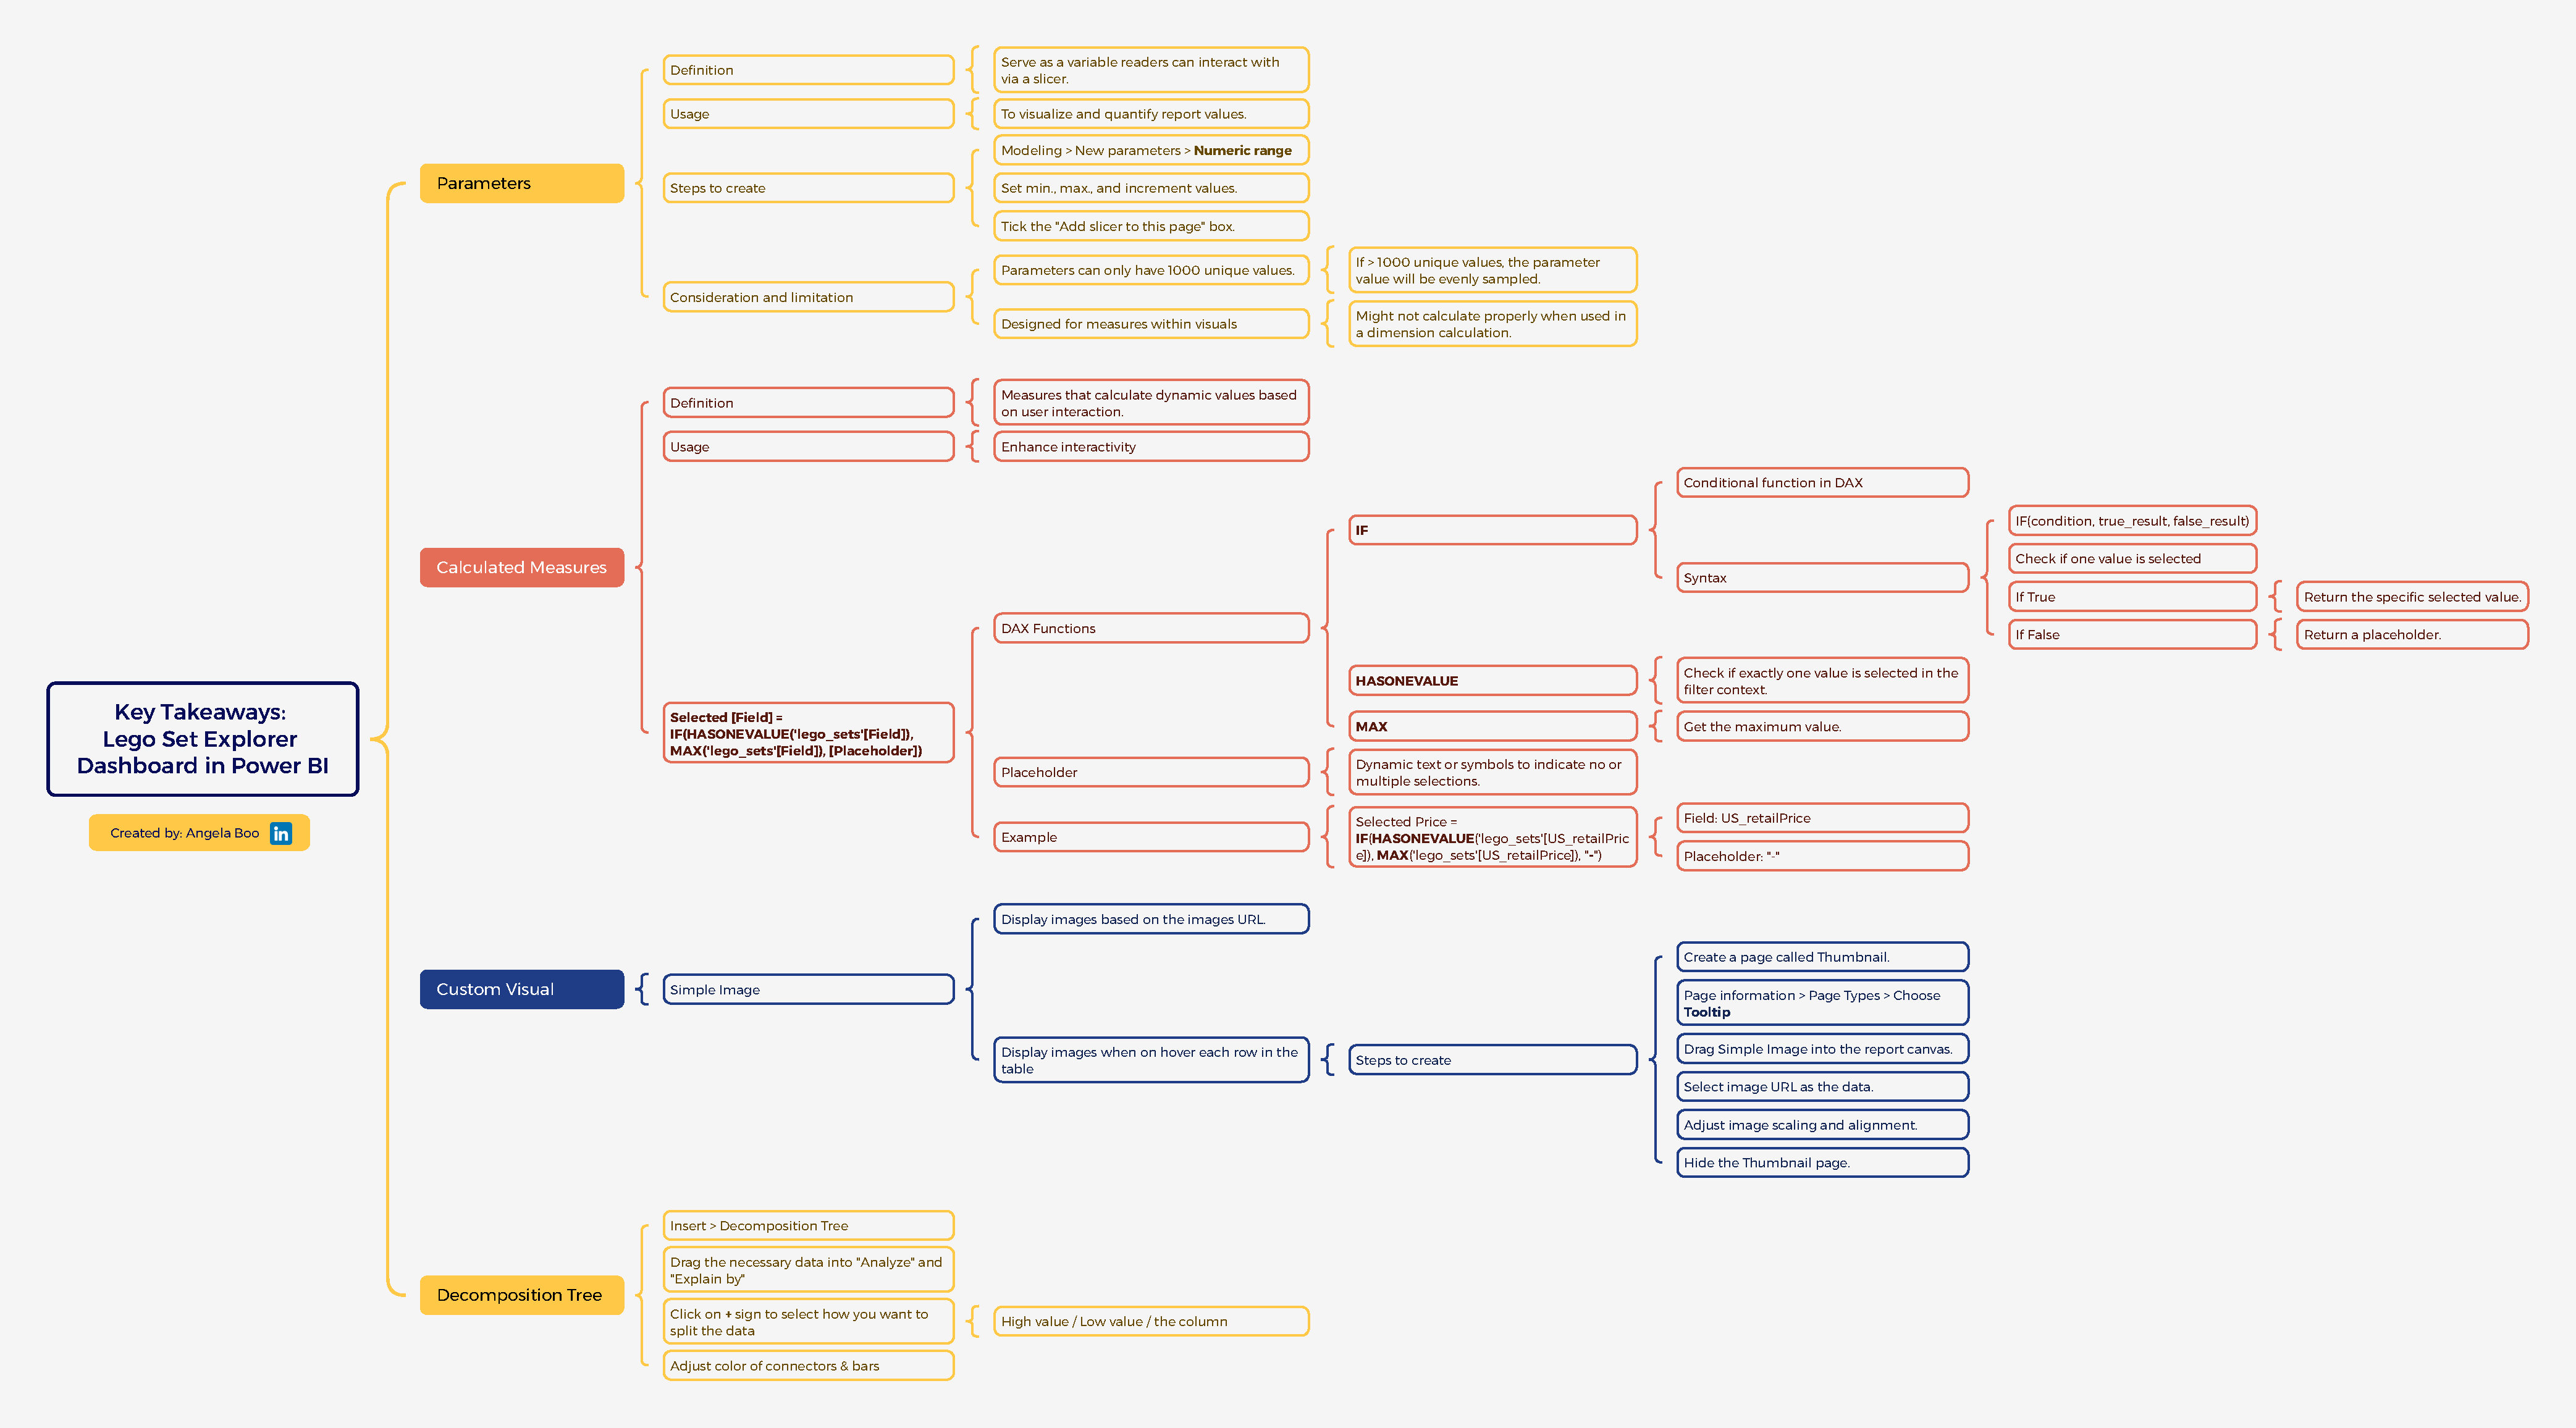 Key Takeaways:
Lego Set Explorer
Dashboard in Power BI
Created by: Angela Boo
in
Parameters
Definition
Serve as a variable readers can interact with
via a slicer.
Usage
To visualize and quantify report values.
Steps to create
Modeling > New parameters > Numeric range
Set min., max., and increment values.
Tick the "Add slicer to this page" box.
Consideration and limitation
Parameters can only have 1000 unique values.
If > 1000 unique values, the parameter
value will be evenly sampled.
Designed for measures within visuals
Might not calculate properly when used in
a dimension calculation.
Calculated Measures
Definition
Measures that calculate dynamic values based
on user interaction.
Usage
Enhance interactivity
Selected [Field] =
IF(HASONEVALUE('lego_sets'[Field]),
MAX('lego_sets'[Field]), [Placeholder])
DAX Functions
IF
Conditional function in DAX
Syntax
IF(condition, true_result, false_result)
Check if one value is selected
If True
Return the specific selected value.
If False
Return a placeholder.
HASONEVALUE
Check if exactly one value is selected in the
filter context.
MAX
Get the maximum value.
Placeholder
Dynamic text or symbols to indicate no or
multiple selections.
Example
Selected Price =
IF(HASONEVALUE('lego_sets'[US_retailPric
e]), MAX('lego_sets'[US_retailPrice]), "-")
Field: US_retailPrice
Placeholder: "-"
Custom Visual
Simple Image
Display images based on the images URL.
Display images when on hover each row in the
table
Steps to create
Create a page called Thumbnail.
Page information > Page Types > Choose
Tooltip
Drag Simple Image into the report canvas.
Select image URL as the data.
Adjust image scaling and alignment.
Hide the Thumbnail page.
Decomposition Tree
Insert > Decomposition Tree
Drag the necessary data into "Analyze" and
"Explain by"
Click on + sign to select how you want to
split the data
High value / Low value / the column
Adjust color of connectors & bars